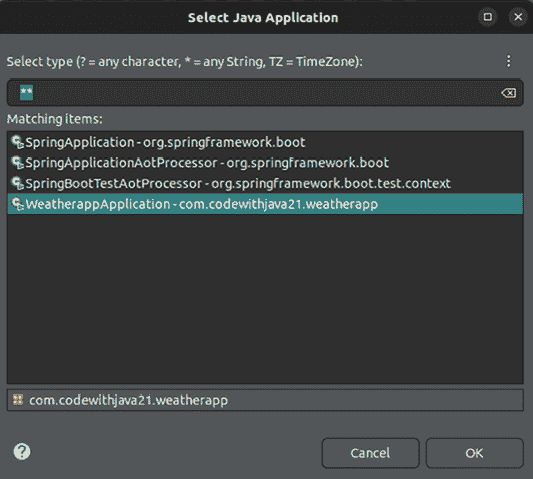 Select Java Application
Select type (? = any character, * = any String, TZ = TimeZone):
**
Matching items:
SpringApplication - org.springframework.boot
SpringApplicationAotProcessor - org.springframework.boot
SpringBootTestAotProcessor - org.springframework.boot.test.context
WeatherappApplication - com.codewithjava21.weatherapp
com.codewithjava21.weatherapp
Cancel OK